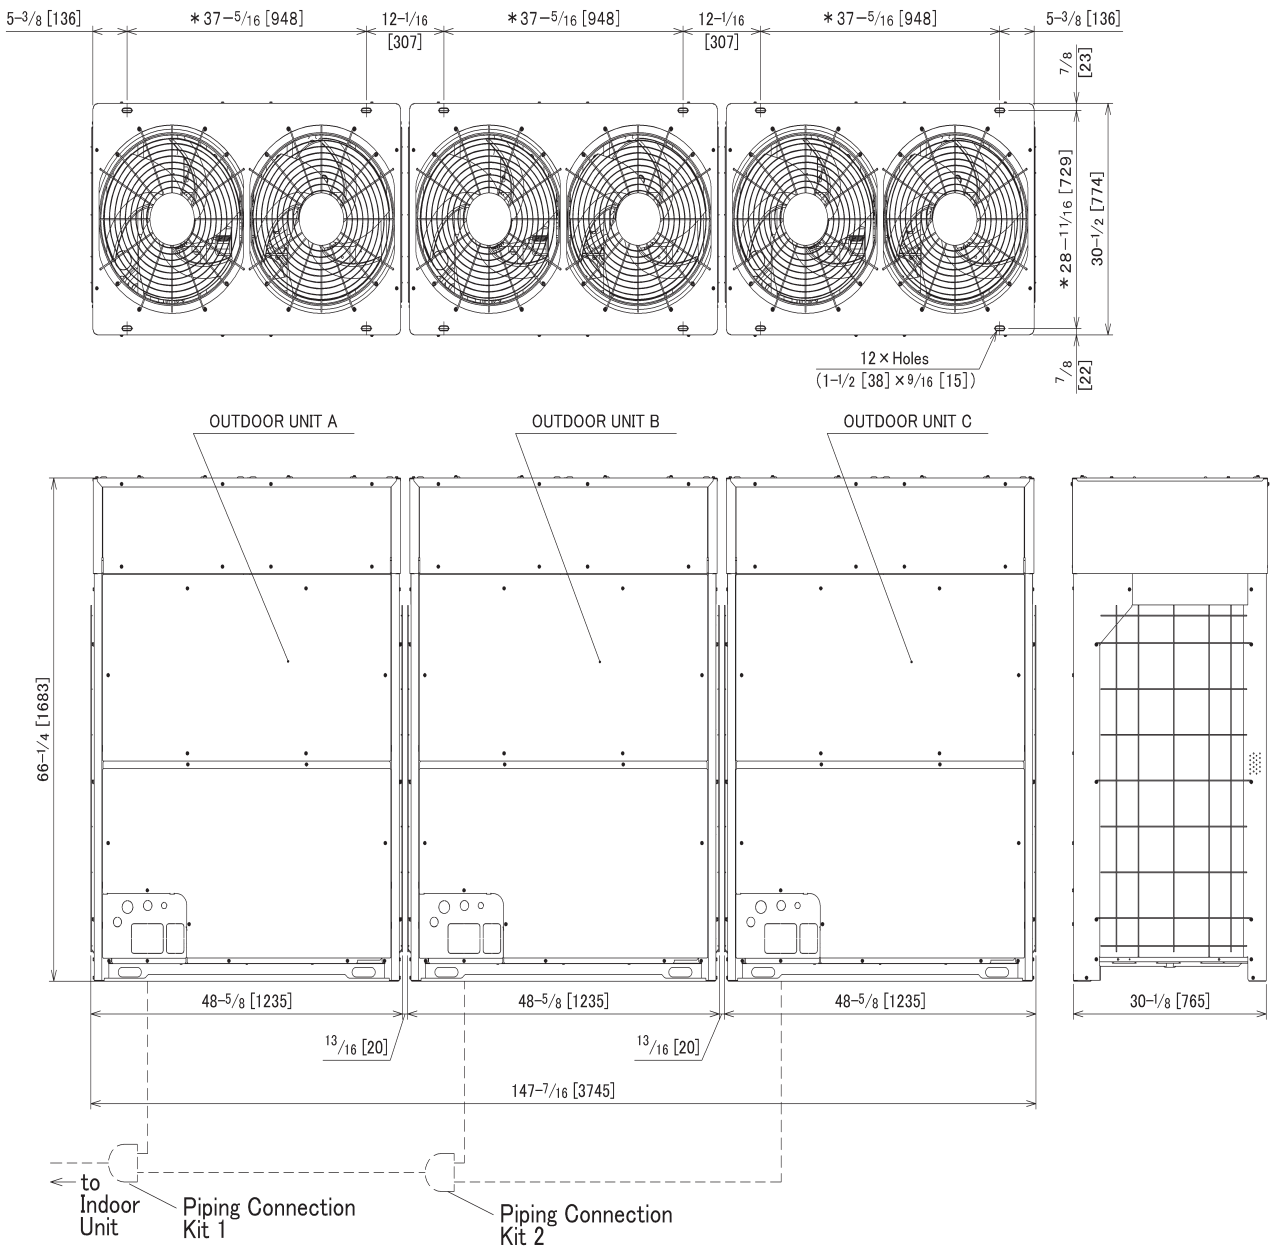 5-3/8 [136]
*37-5/16 [948]
12-1/16
[307]
*37-5/16 [948]
12-1/16
[307]
*37-5/16 [948]
5-3/8 [136]
7/8
[23]
*28-11/16 [729]
30-1/2 [774]
7/8
[22]
12×Holes
(1-1/2 [38]×9/16 [15])
OUTDOOR UNIT A
OUTDOOR UNIT B
OUTDOOR UNIT C
66-1/4 [1683]
48-5/8 [1235]
48-5/8 [1235]
48-5/8 [1235]
30-1/8 [765]
13/16 [20]
13/16 [20]
147-7/16 [3745]
to
Indoor
Unit
Piping Connection
Kit 1
Piping Connection
Kit 2